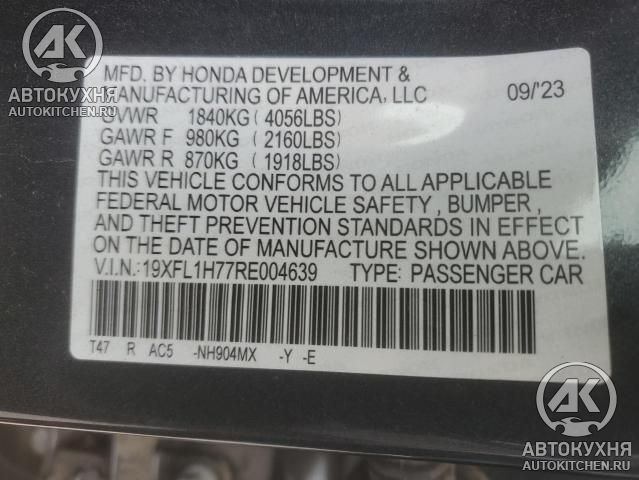 AK
АВТОКУХНЯ
AUTOKITCHEN.RU
MFD. BY HONDA DEVELOPMENT &
MANUFACTURING OF AMERICA, LLC 09/'23
GVWR 1840KG (4056LBS)
GAWR F 980KG (2160LBS)
GAWR R 870KG (1918LBS)
THIS VEHICLE CONFORMS TO ALL APPLICABLE
FEDERAL MOTOR VEHICLE SAFETY , BUMPER ,
AND THEFT PREVENTION STANDARDS IN EFFECT
ON THE DATE OF MANUFACTURE SHOWN ABOVE.
V.I.N.:19XFL1H77RE004639 TYPE: PASSENGER CAR
T47 R AC5 -NH904MX -Y -E
AK
АВТОКУХНЯ
AUTOKITCHEN.RU